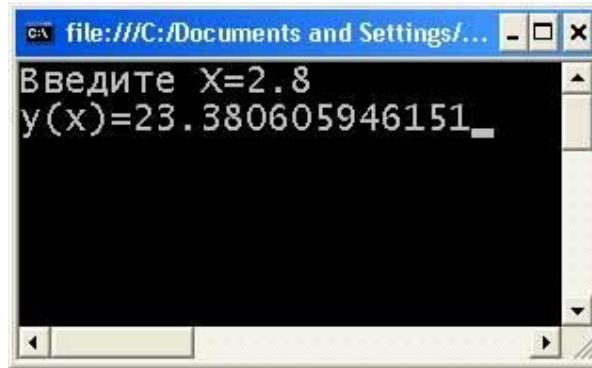 file:///C:/Documents and Settings/...
Введите X=2.8
y(x)=23.380605946151